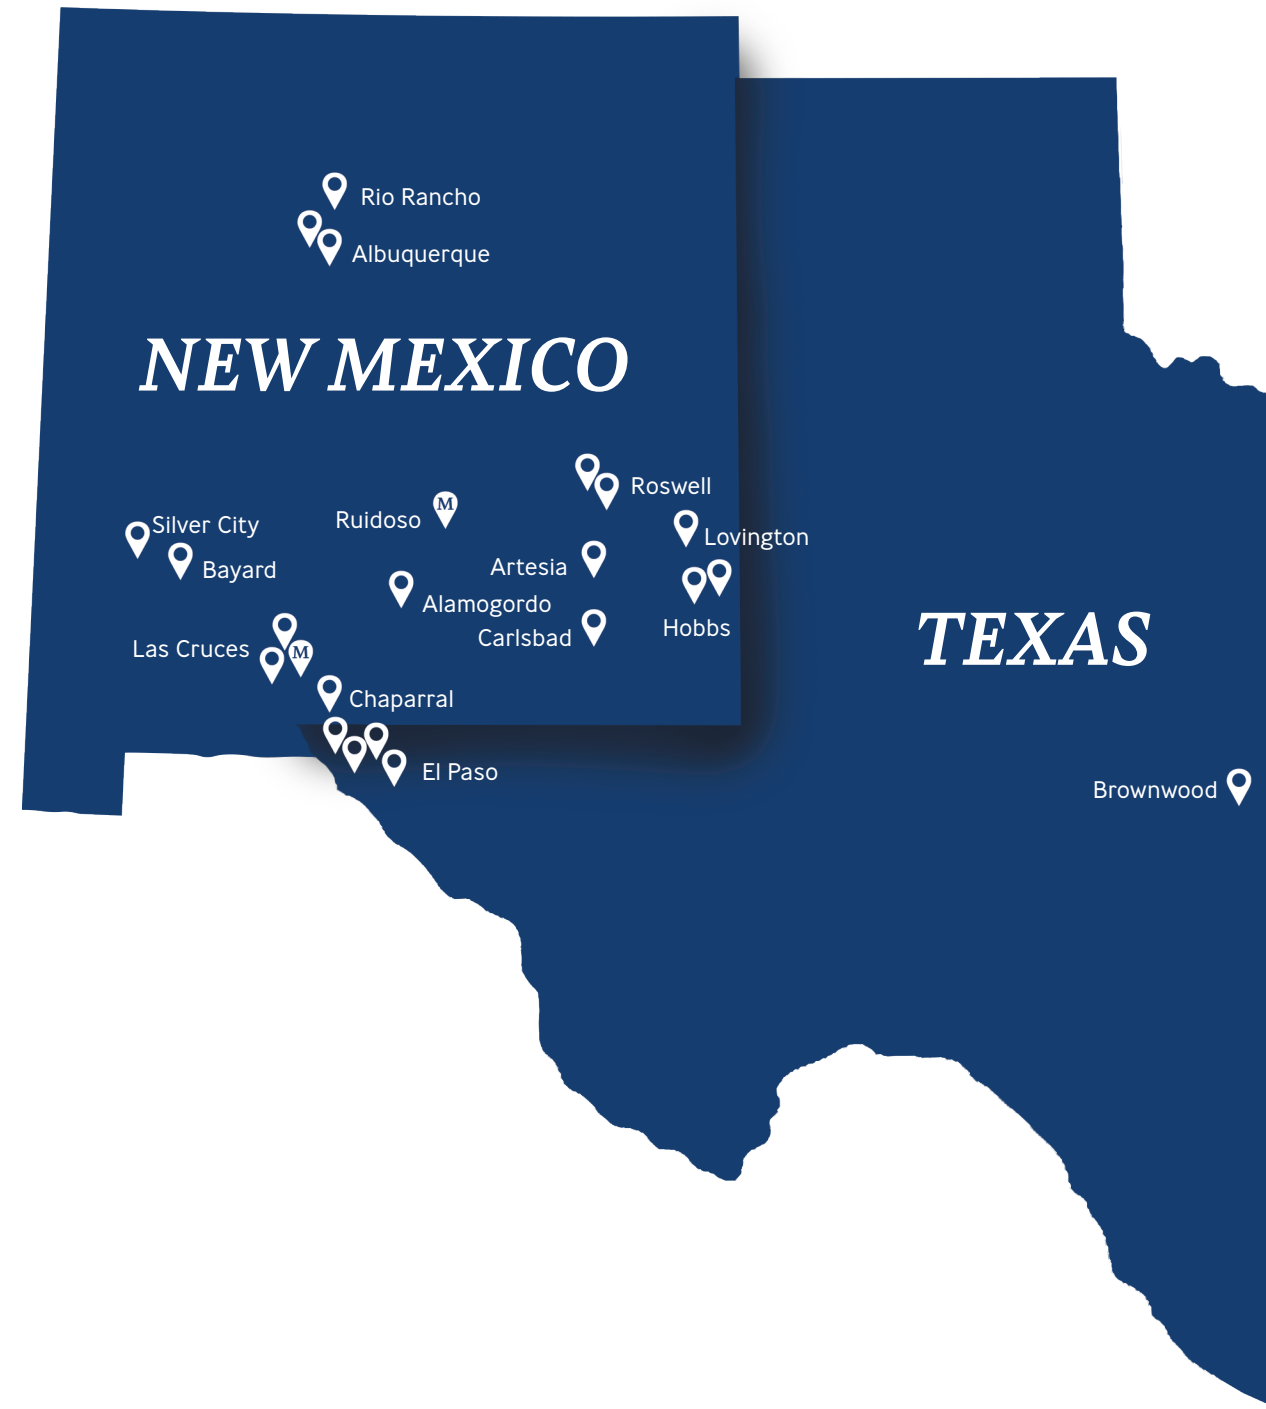 Rio Rancho
Albuquerque
NEW MEXICO
Roswell
M
Ruidoso
Silver City
Lovington
Artesia
Bayard
Alamogordo
Hobbs
Carlsbad
TEXAS
Las Cruces
M
Chaparral
El Paso
Brownwood